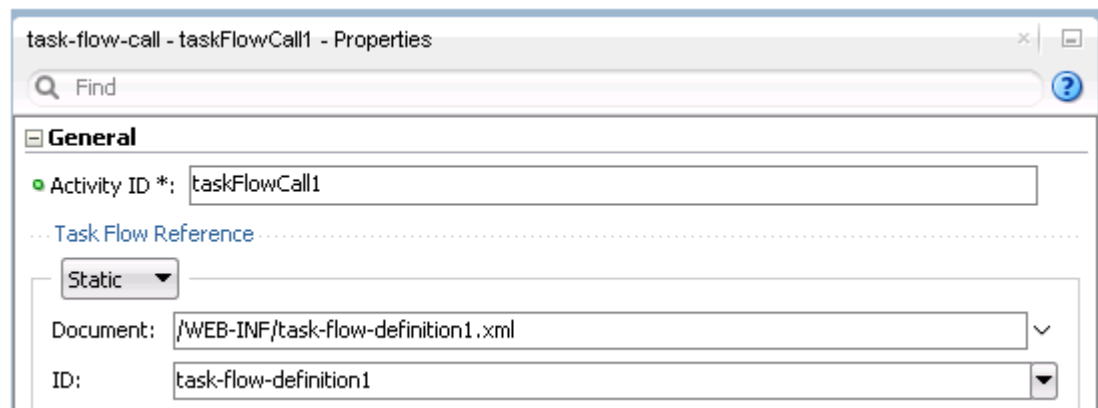 task-flow-call - taskFlowCall1 - Properties
Find
General
Activity ID *: taskFlowCall1
Task Flow Reference
Static
Document: /WEB-INF/task-flow-definition1.xml
ID: task-flow-definition1